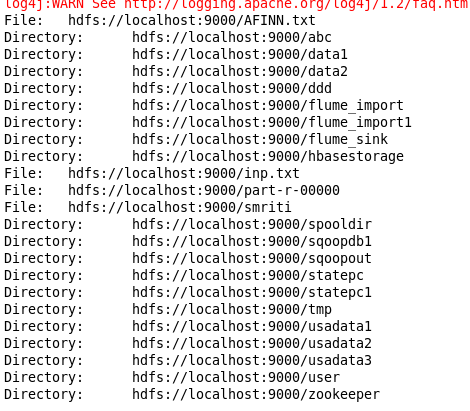 log4j:WARN See http://logging.apache.org/log4j/1.2/faq.htm
File:   hdfs://localhost:9000/AFINN.txt
Directory:      hdfs://localhost:9000/abc
Directory:      hdfs://localhost:9000/data1
Directory:      hdfs://localhost:9000/data2
Directory:      hdfs://localhost:9000/ddd
Directory:      hdfs://localhost:9000/flume_import
Directory:      hdfs://localhost:9000/flume_import1
Directory:      hdfs://localhost:9000/flume_sink
Directory:      hdfs://localhost:9000/hbasestorage
File:   hdfs://localhost:9000/inp.txt
File:   hdfs://localhost:9000/part-r-00000
File:   hdfs://localhost:9000/smriti
Directory:      hdfs://localhost:9000/spooldir
Directory:      hdfs://localhost:9000/sqoopdb1
Directory:      hdfs://localhost:9000/sqoopout
Directory:      hdfs://localhost:9000/statepc
Directory:      hdfs://localhost:9000/statepc1
Directory:      hdfs://localhost:9000/tmp
Directory:      hdfs://localhost:9000/usadata1
Directory:      hdfs://localhost:9000/usadata2
Directory:      hdfs://localhost:9000/usadata3
Directory:      hdfs://localhost:9000/user
Directory:      hdfs://localhost:9000/zookeeper